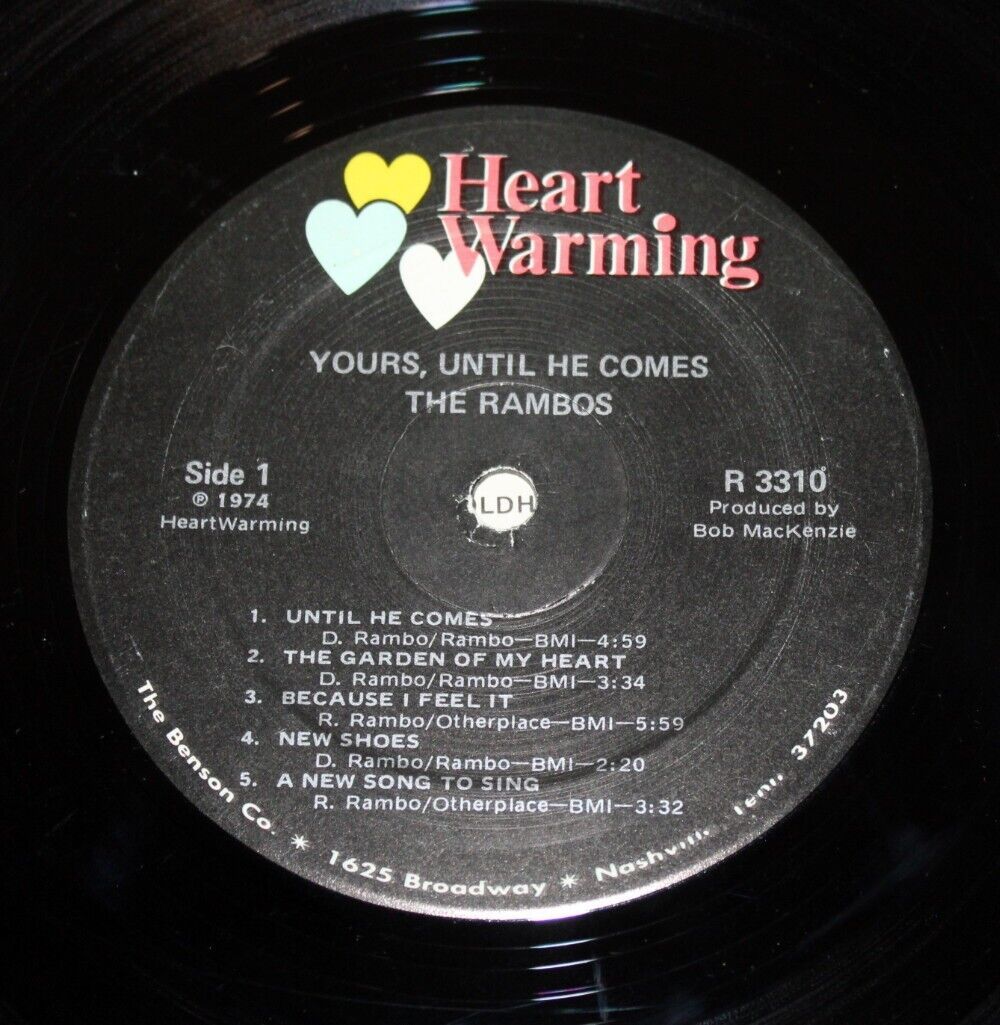 Heart
Warming
YOURS, UNTIL HE COMES
THE RAMBOS
Side 1
℗ 1974
HeartWarming
R 3310
Produced by
Bob MacKenzie
LDH
1. UNTIL HE COMES
D. Rambo/Rambo—BMI—4:59
2. THE GARDEN OF MY HEART
D. Rambo/Rambo—BMI—3:34
3. BECAUSE I FEEL IT
R. Rambo/Otherplace—BMI—5:59
4. NEW SHOES
D. Rambo/Rambo—BMI—2:20
5. A NEW SONG TO SING
R. Rambo/Otherplace—BMI—3:32
The Benson Co. * 1625 Broadway * Nashville, Tenn. 37203